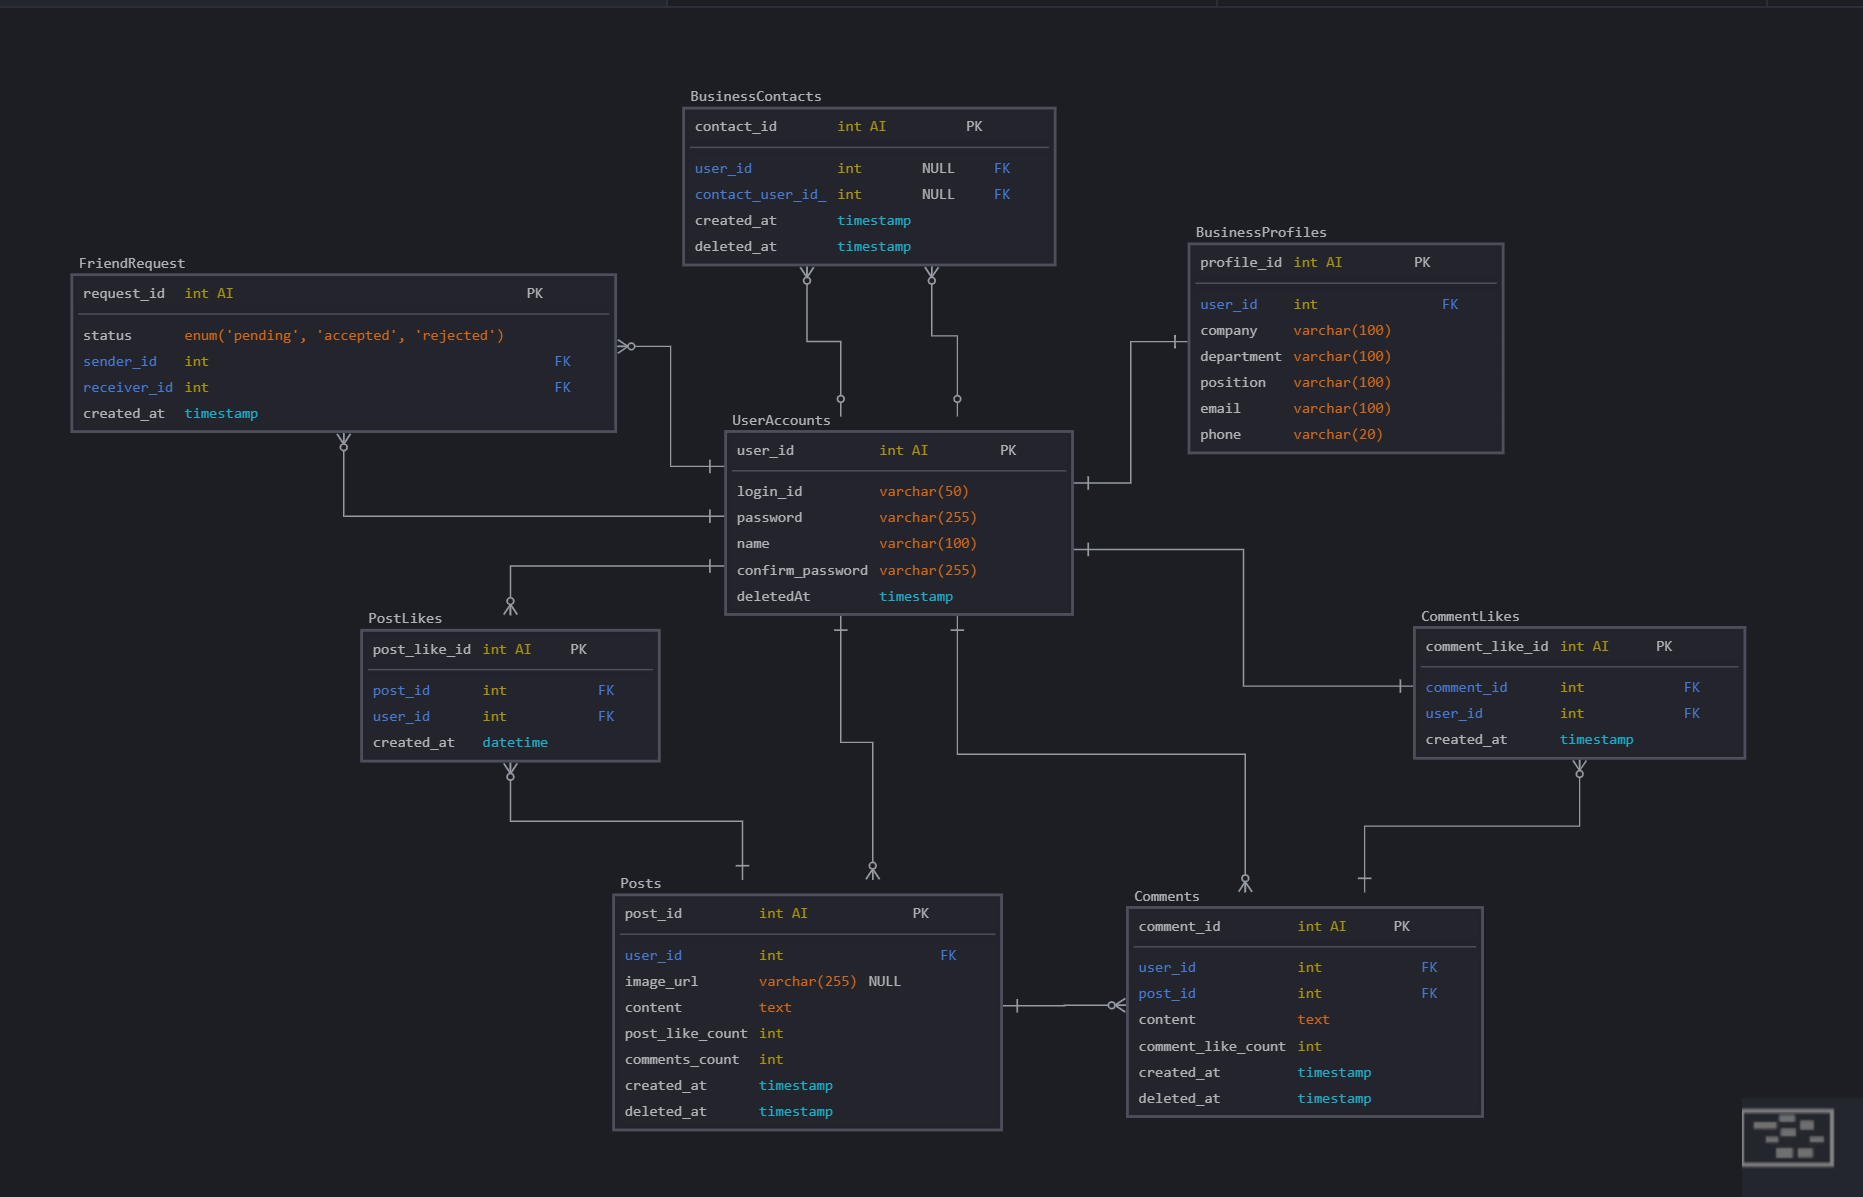 BusinessContacts
contact_id int AI PK
user_id int NULL FK
contact_user_id_ int NULL FK
created_at timestamp
deleted_at timestamp
BusinessProfiles
profile_id int AI PK
user_id int FK
company varchar(100)
department varchar(100)
position varchar(100)
email varchar(100)
phone varchar(20)
FriendRequest
request_id int AI PK
status enum('pending', 'accepted', 'rejected')
sender_id int FK
receiver_id int FK
created_at timestamp
UserAccounts
user_id int AI PK
login_id varchar(50)
password varchar(255)
name varchar(100)
confirm_password varchar(255)
deletedAt timestamp
PostLikes
post_like_id int AI PK
post_id int FK
user_id int FK
created_at datetime
CommentLikes
comment_like_id int AI PK
comment_id int FK
user_id int FK
created_at timestamp
Posts
post_id int AI PK
user_id int FK
image_url varchar(255) NULL
content text
post_like_count int
comments_count int
created_at timestamp
deleted_at timestamp
Comments
comment_id int AI PK
user_id int FK
post_id int FK
content text
comment_like_count int
created_at timestamp
deleted_at timestamp